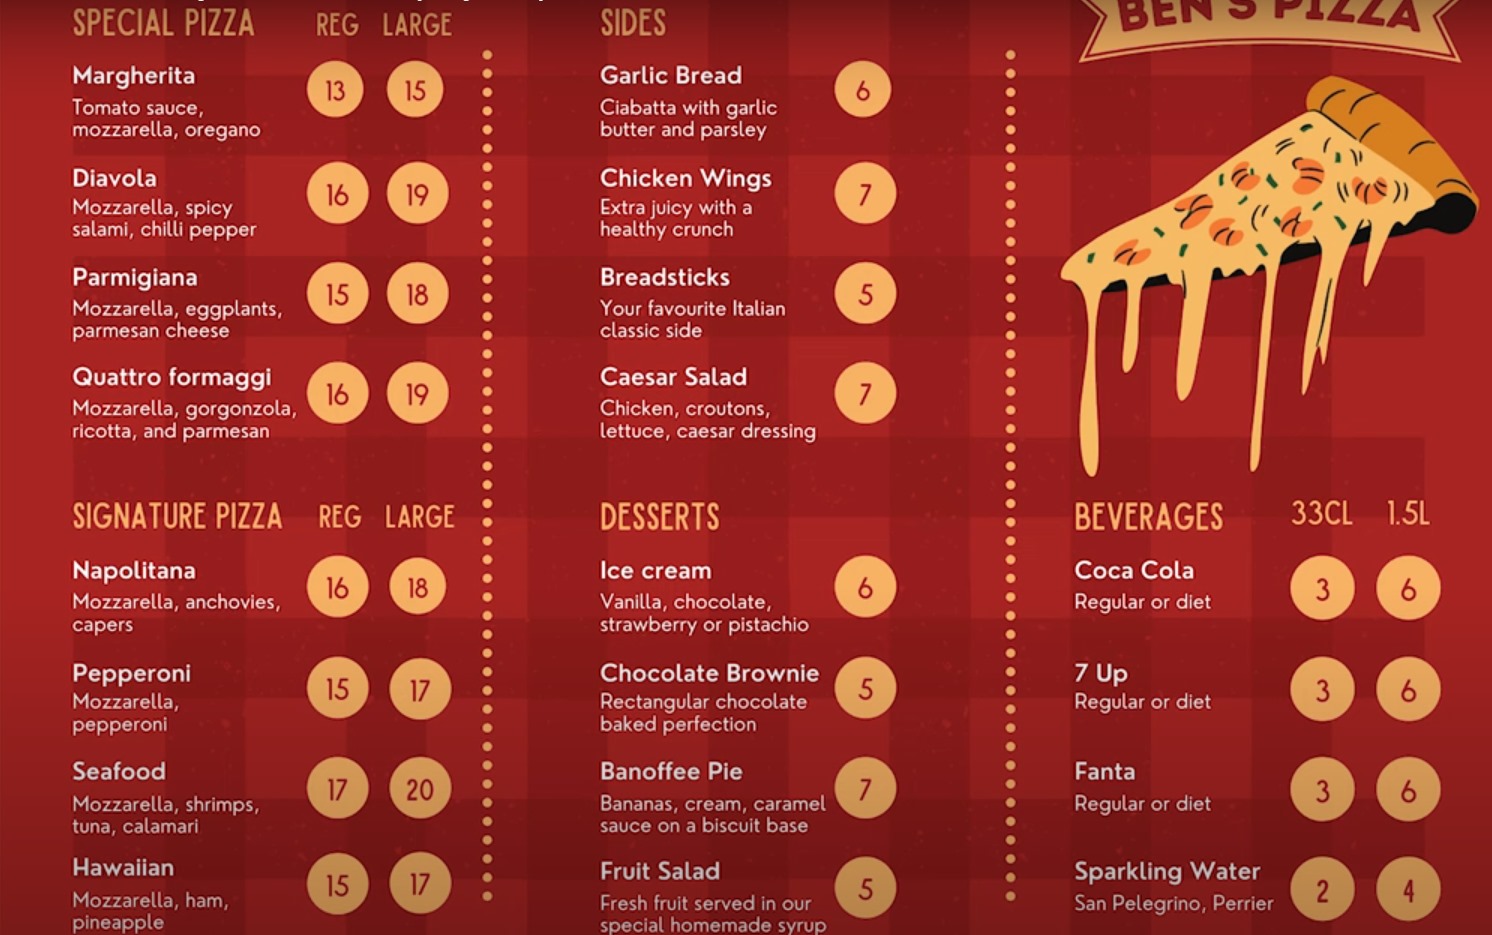 SPECIAL PIZZA REG LARGE
Margherita 13 15
Tomato sauce,
mozzarella, oregano
Diavola 16 19
Mozzarella, spicy
salami, chilli pepper
Parmigiana 15 18
Mozzarella, eggplants,
parmesan cheese
Quattro formaggi 16 19
Mozzarella, gorgonzola,
ricotta, and parmesan
SIGNATURE PIZZA REG LARGE
Napolitana 16 18
Mozzarella, anchovies,
capers
Pepperoni 15 17
Mozzarella,
pepperoni
Seafood 17 20
Mozzarella, shrimps,
tuna, calamari
Hawaiian 15 17
Mozzarella, ham,
pineapple
SIDES
Garlic Bread 6
Ciabatta with garlic
butter and parsley
Chicken Wings 7
Extra juicy with a
healthy crunch
Breadsticks 5
Your favourite Italian
classic side
Caesar Salad 7
Chicken, croutons,
lettuce, caesar dressing
DESSERTS
Ice cream 6
Vanilla, chocolate,
strawberry or pistachio
Chocolate Brownie 5
Rectangular chocolate
baked perfection
Banoffee Pie 7
Bananas, cream, caramel
sauce on a biscuit base
Fruit Salad 5
Fresh fruit served in our
special homemade syrup
BEN'S PIZZA
BEVERAGES 33CL 1.5L
Coca Cola 3 6
Regular or diet
7 Up 3 6
Regular or diet
Fanta 3 6
Regular or diet
Sparkling Water 2 4
San Pelegrino, Perrier